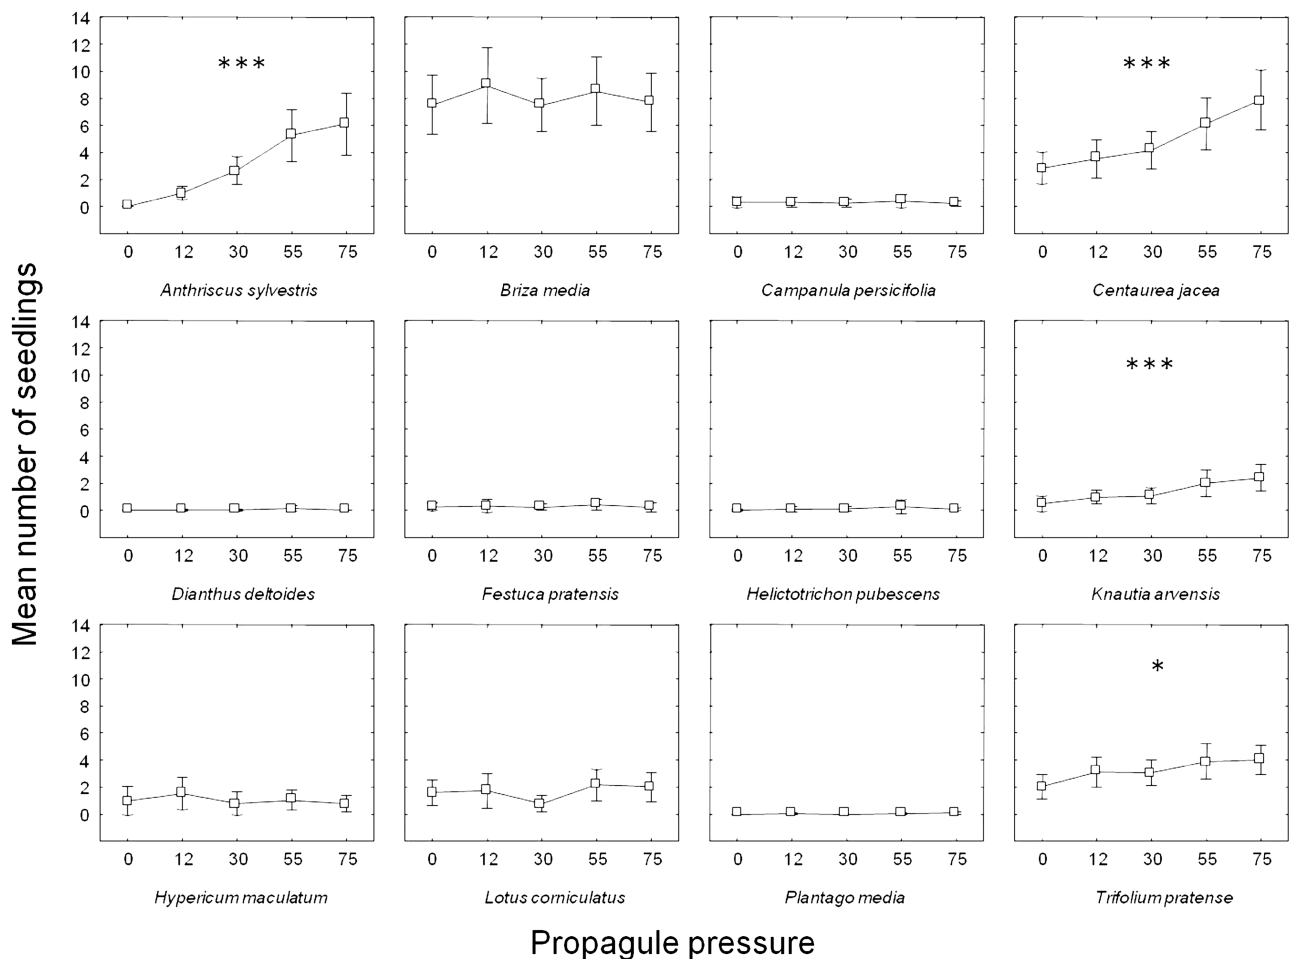 Mean number of seedlings
14 12 10 8 6 4 2 0
***
***
0 12 30 55 75 0 12 30 55 75 0 12 30 55 75 0 12 30 55 75
Anthriscus sylvestris Briza media Campanula persicifolia Centaurea jacea
14 12 10 8 6 4 2 0
***
0 12 30 55 75 0 12 30 55 75 0 12 30 55 75 0 12 30 55 75
Dianthus deltoides Festuca pratensis Helictotrichon pubescens Knautia arvensis
14 12 10 8 6 4 2 0
*
0 12 30 55 75 0 12 30 55 75 0 12 30 55 75 0 12 30 55 75
Hypericum maculatum Lotus corniculatus Plantago media Trifolium pratense
Propagule pressure